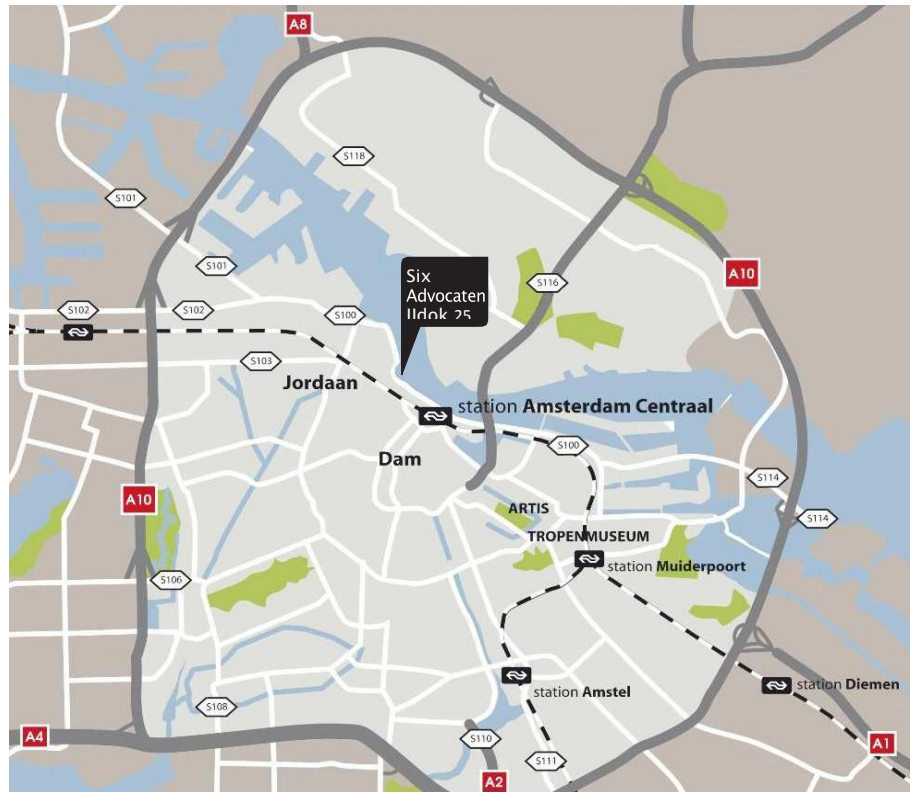 A8
S118
S101
S101
A10
Six
Advocaten
IJdok 25
S116
S102
S102
S100
S103
Jordaan
station Amsterdam Centraal
Dam
S100
S114
A10
ARTIS
S114
TROPENMUSEUM
station Muiderpoort
S106
station Diemen
station Amstel
S108
A4
S110
A1
S111
A2